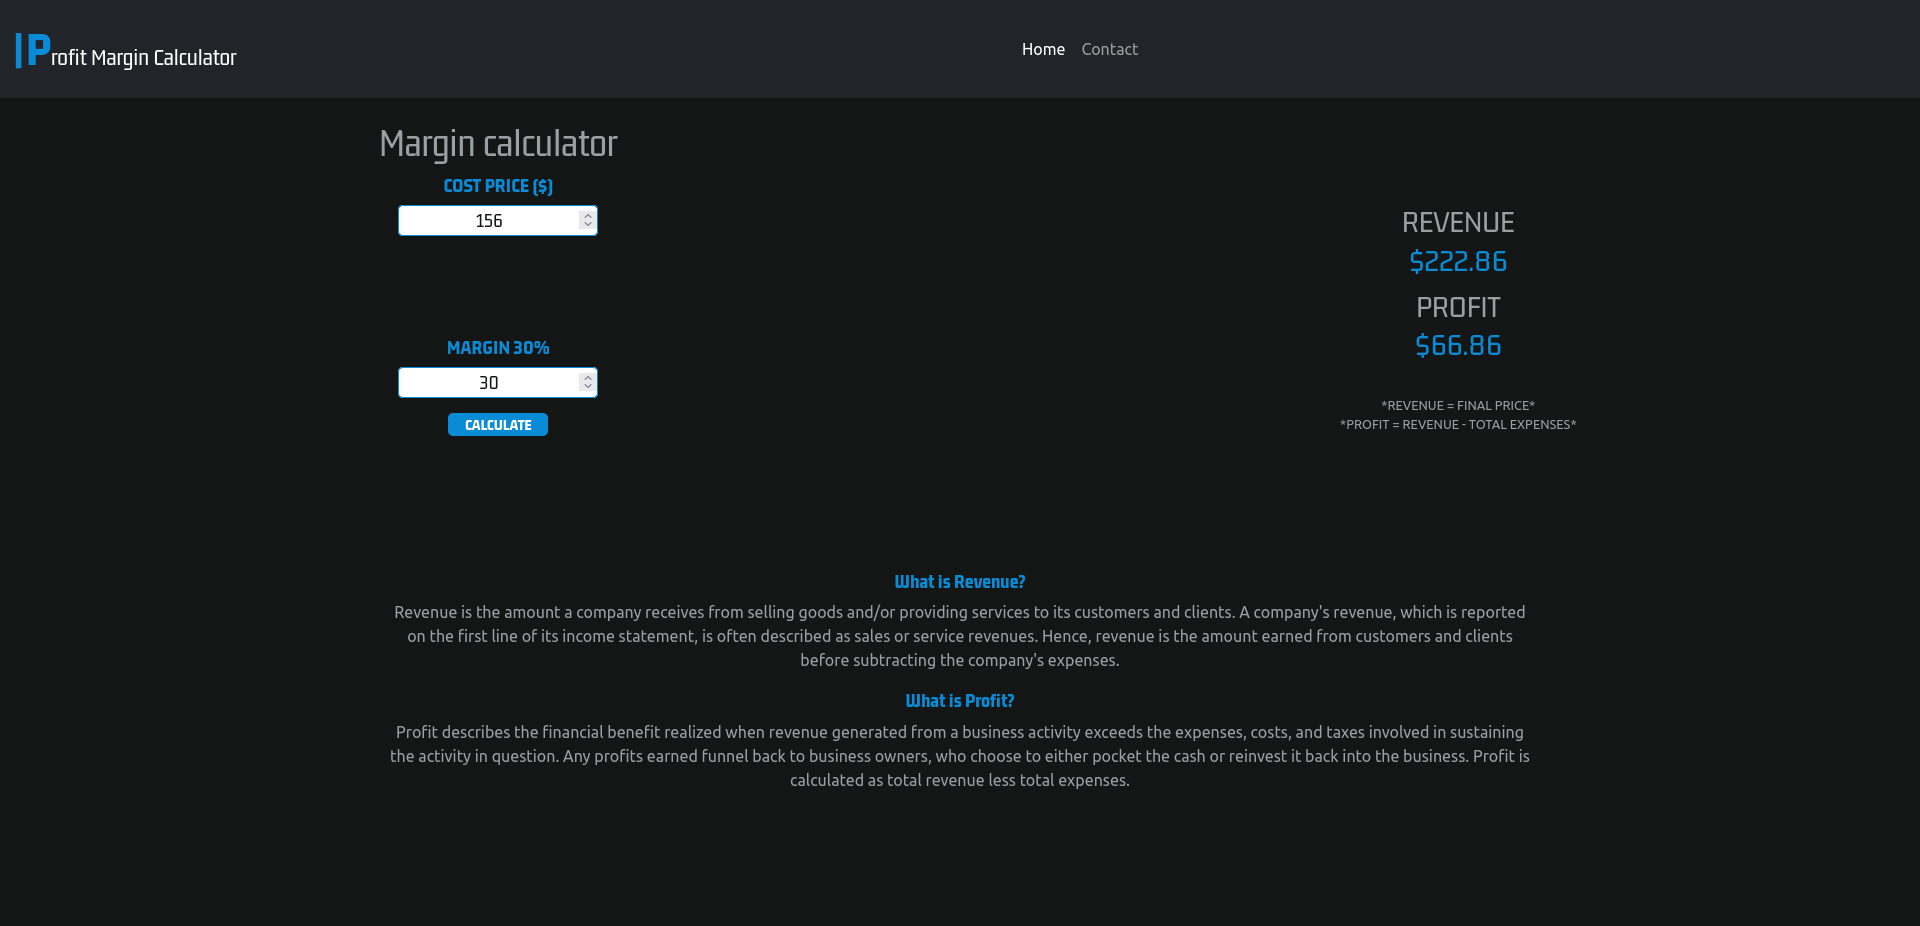 Profit Margin Calculator
Home Contact
Margin calculator
COST PRICE ($)
156
MARGIN 30%
30
CALCULATE
REVENUE
$222.86
PROFIT
$66.86
*REVENUE = FINAL PRICE*
*PROFIT = REVENUE - TOTAL EXPENSES*
What is Revenue?
Revenue is the amount a company receives from selling goods and/or providing services to its customers and clients. A company's revenue, which is reported
on the first line of its income statement, is often described as sales or service revenues. Hence, revenue is the amount earned from customers and clients
before subtracting the company's expenses.
What is Profit?
Profit describes the financial benefit realized when revenue generated from a business activity exceeds the expenses, costs, and taxes involved in sustaining
the activity in question. Any profits earned funnel back to business owners, who choose to either pocket the cash or reinvest it back into the business. Profit is
calculated as total revenue less total expenses.